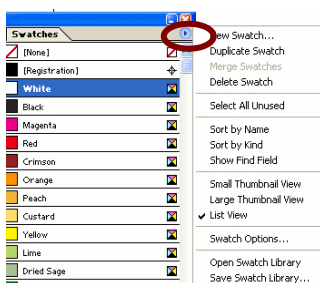 Swatches
[None]
[Registration]
White
Black
Magenta
Red
Crimson
Orange
Peach
Custard
Yellow
Lime
Dried Sage
New Swatch...
Duplicate Swatch
Merge Swatches
Delete Swatch
Select All Unused
Sort by Name
Sort by Kind
Show Find Field
Small Thumbnail View
Large Thumbnail View
List View
Swatch Options...
Open Swatch Library
Save Swatch Library...